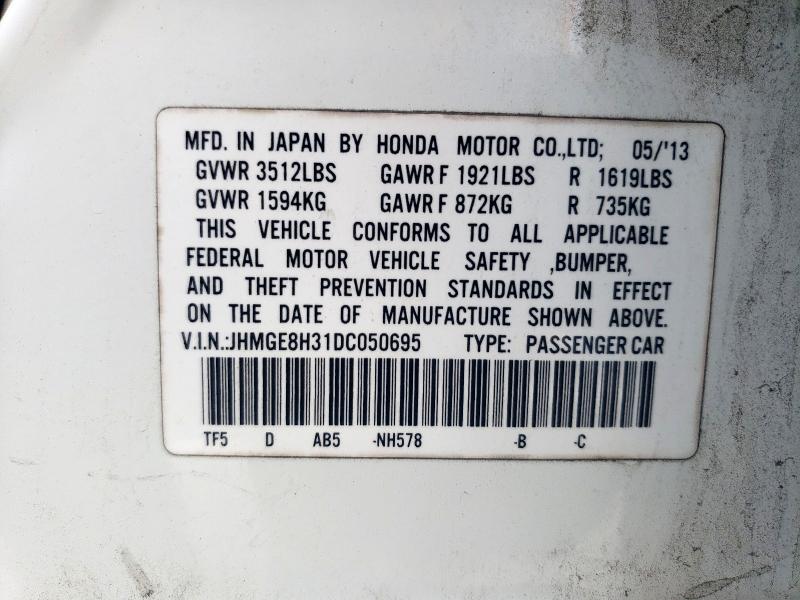 MFD. IN JAPAN BY HONDA MOTOR CO.,LTD; 05/'13
GVWR 3512LBS GAWR F 1921LBS R 1619LBS
GVWR 1594KG GAWR F 872KG R 735KG
THIS VEHICLE CONFORMS TO ALL APPLICABLE
FEDERAL MOTOR VEHICLE SAFETY ,BUMPER,
AND THEFT PREVENTION STANDARDS IN EFFECT
ON THE DATE OF MANUFACTURE SHOWN ABOVE.
V.I.N.:JHMGE8H31DC050695 TYPE: PASSENGER CAR
TF5 D AB5 -NH578 -B -C